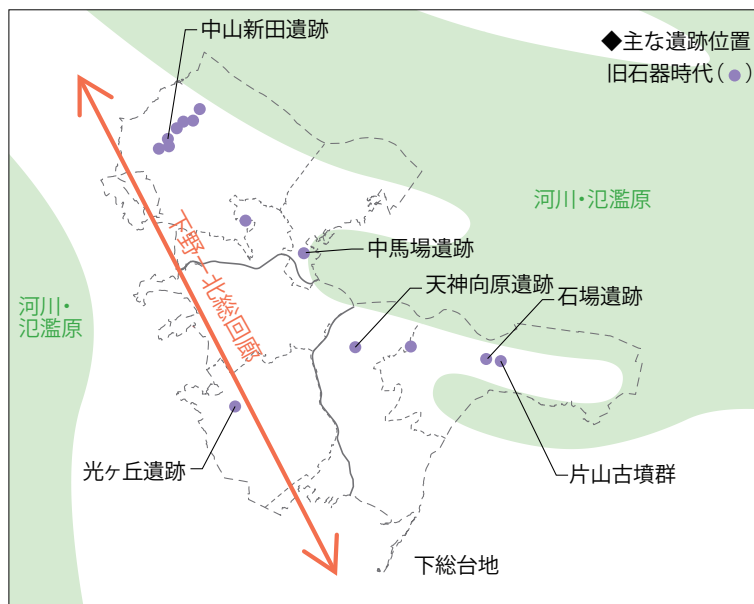 中山新田遺跡
◆主な遺跡位置
旧石器時代(●)
河川・氾濫原
中馬場遺跡
天神向原遺跡
石場遺跡
河川・
氾濫原
下野ー北総回廊
光ヶ丘遺跡
片山古墳群
下総台地